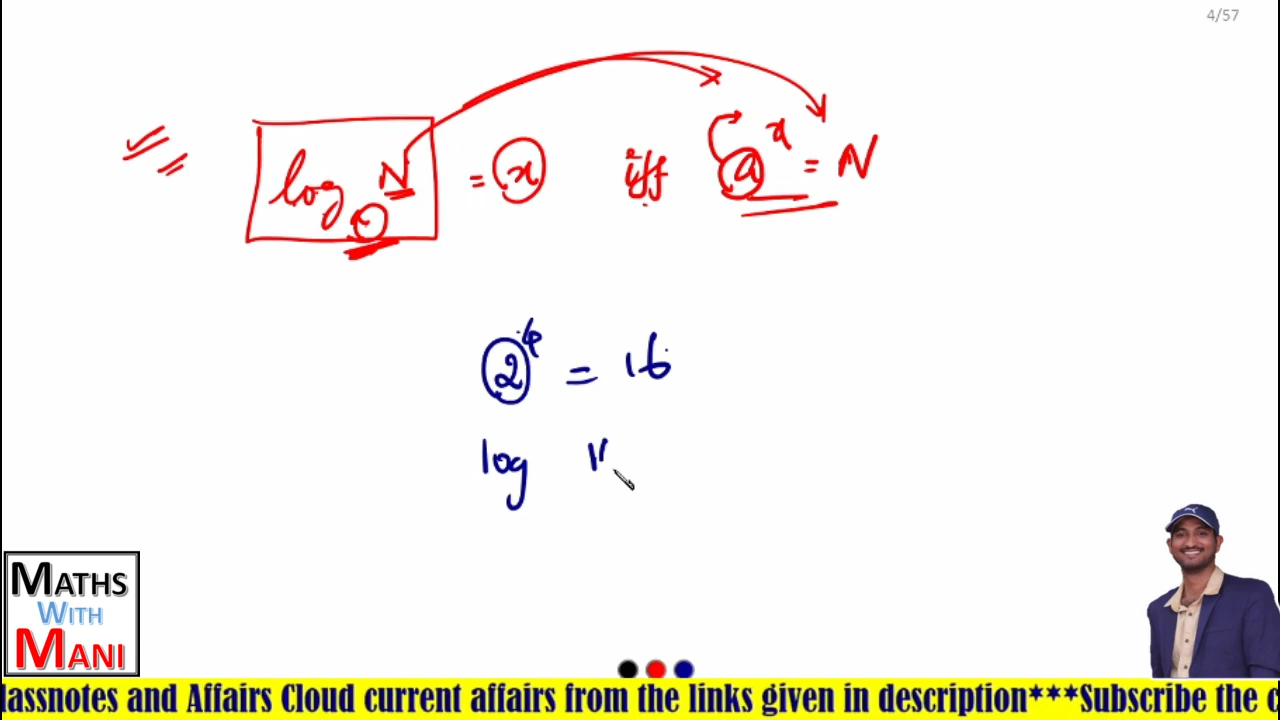 4/57
log_a N = x iff a^x = N
2^4 = 16
log 1
MATHS
WITH
MANI
lassnotes and Affairs Cloud current affairs from the links given in description***Subscribe the c